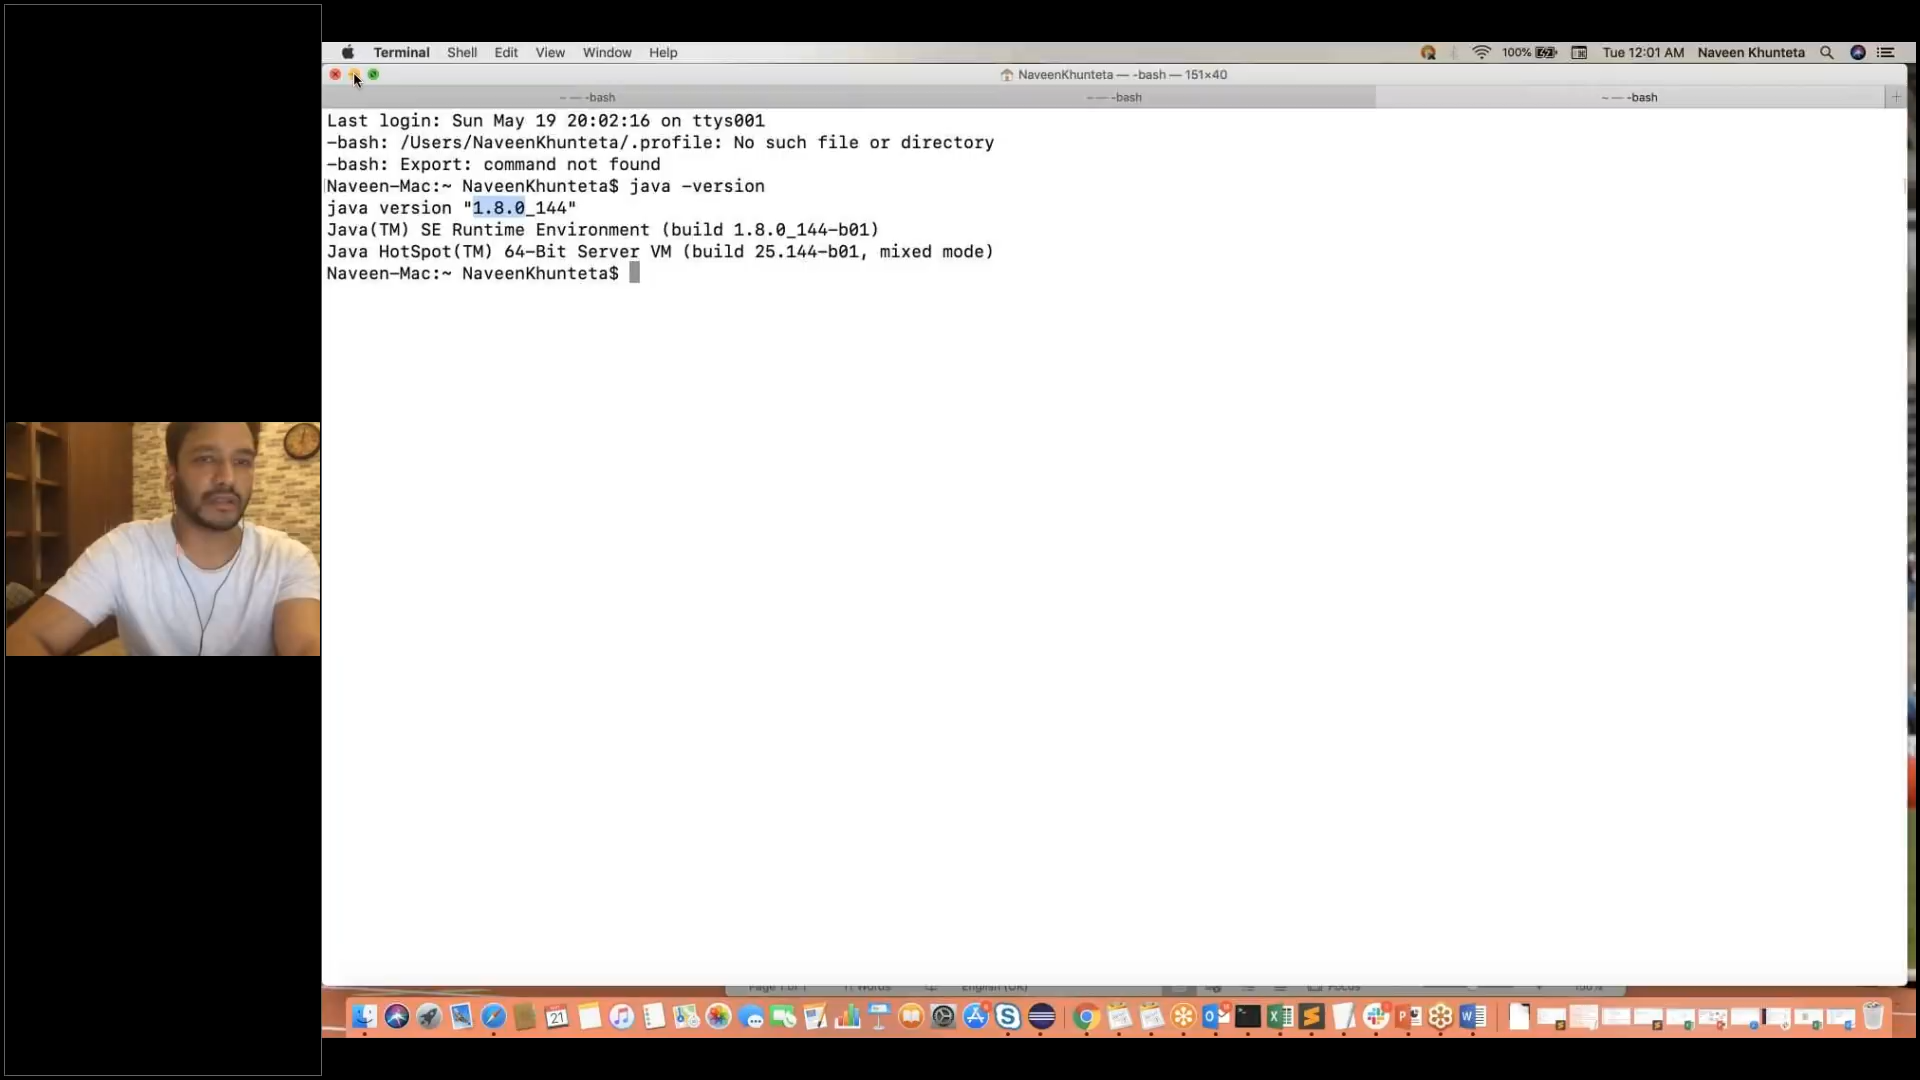 Terminal Shell Edit View Window Help
100% Tue 12:01 AM Naveen Khunteta
NaveenKhunteta — -bash — 151×40
~ — -bash
~ — -bash
~ — -bash
Last login: Sun May 19 20:02:16 on ttys001
-bash: /Users/NaveenKhunteta/.profile: No such file or directory
-bash: Export: command not found
Naveen-Mac:~ NaveenKhunteta$ java -version
java version "1.8.0_144"
Java(TM) SE Runtime Environment (build 1.8.0_144-b01)
Java HotSpot(TM) 64-Bit Server VM (build 25.144-b01, mixed mode)
Naveen-Mac:~ NaveenKhunteta$
21